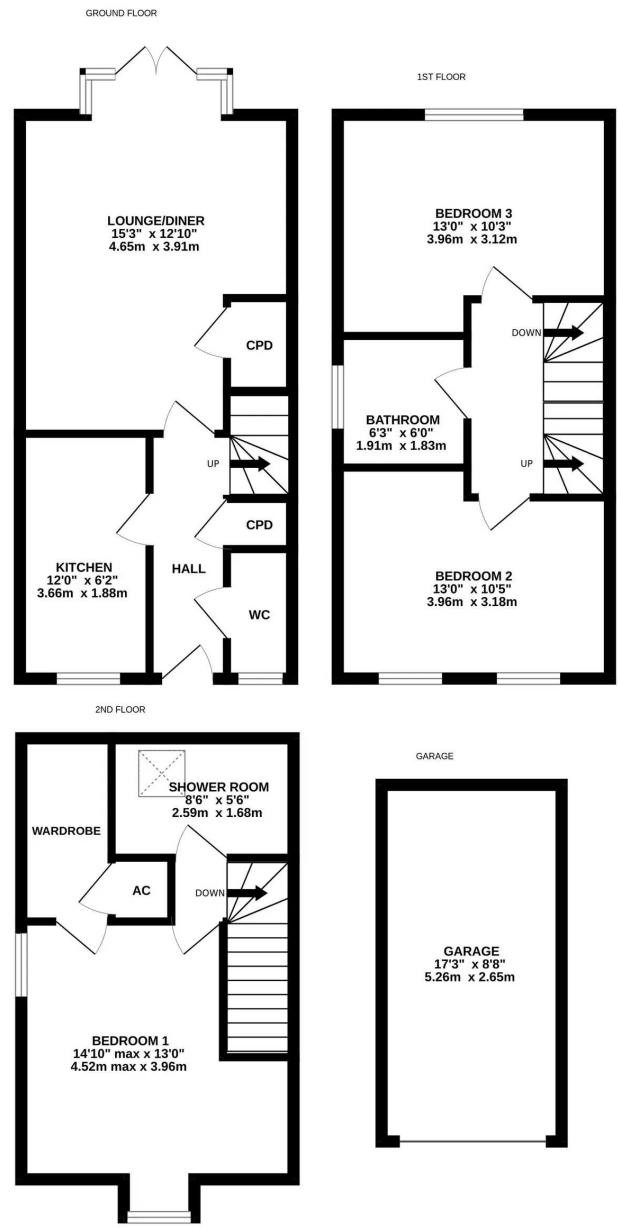 GROUND FLOOR
LOUNGE/DINER
15'3" x 12'10"
4.65m x 3.91m
CPD
UP
CPD
HALL
KITCHEN
12'0" x 6'2"
3.66m x 1.88m
WC
1ST FLOOR
BEDROOM 3
13'0" x 10'3"
3.96m x 3.12m
DOWN
BATHROOM
6'3" x 6'0"
1.91m x 1.83m
UP
BEDROOM 2
13'0" x 10'5"
3.96m x 3.18m
2ND FLOOR
SHOWER ROOM
8'6" x 5'6"
2.59m x 1.68m
WARDROBE
AC
DOWN
BEDROOM 1
14'10" max x 13'0"
4.52m max x 3.96m
GARAGE
GARAGE
17'3" x 8'8"
5.26m x 2.65m